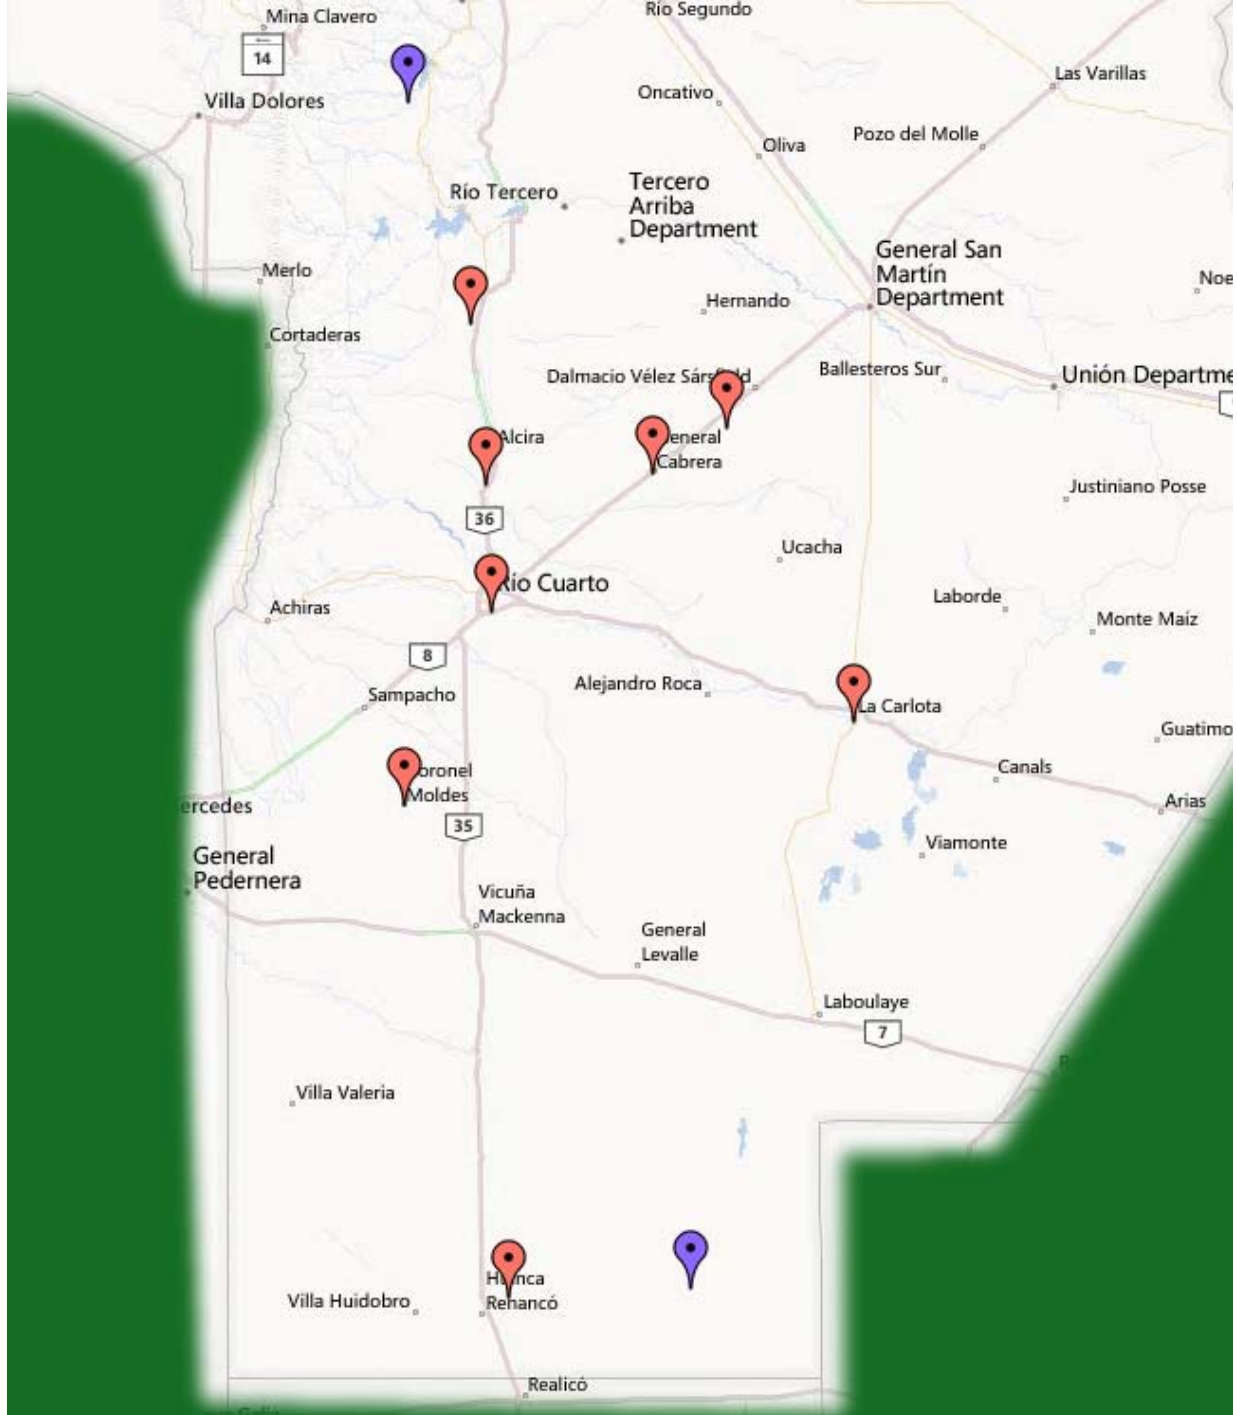 Río Segundo
Mina Clavero
14
Las Varillas
Oncativo
Villa Dolores
Pozo del Molle
Oliva
Río Tercero
Tercero
Arriba
Department
General San
Martín
Department
Merlo
Noe
Hernando
Cortaderas
Dalmacio Vélez Sársfield
Ballesteros Sur
Unión Departme
Alcira
eneral
Cabrera
Justiniano Posse
36
Ucacha
Río Cuarto
Laborde
Achiras
Monte Maíz
8
Alejandro Roca
Sampacho
La Carlota
Guatimo
oronel
Moldes
Canals
ercedes
Arias
35
Viamonte
General
Pedernera
Vicuña
Mackenna
General
Levalle
Laboulaye
7
R
Villa Valeria
Huinca
Renancó
Villa Huidobro
Realicó